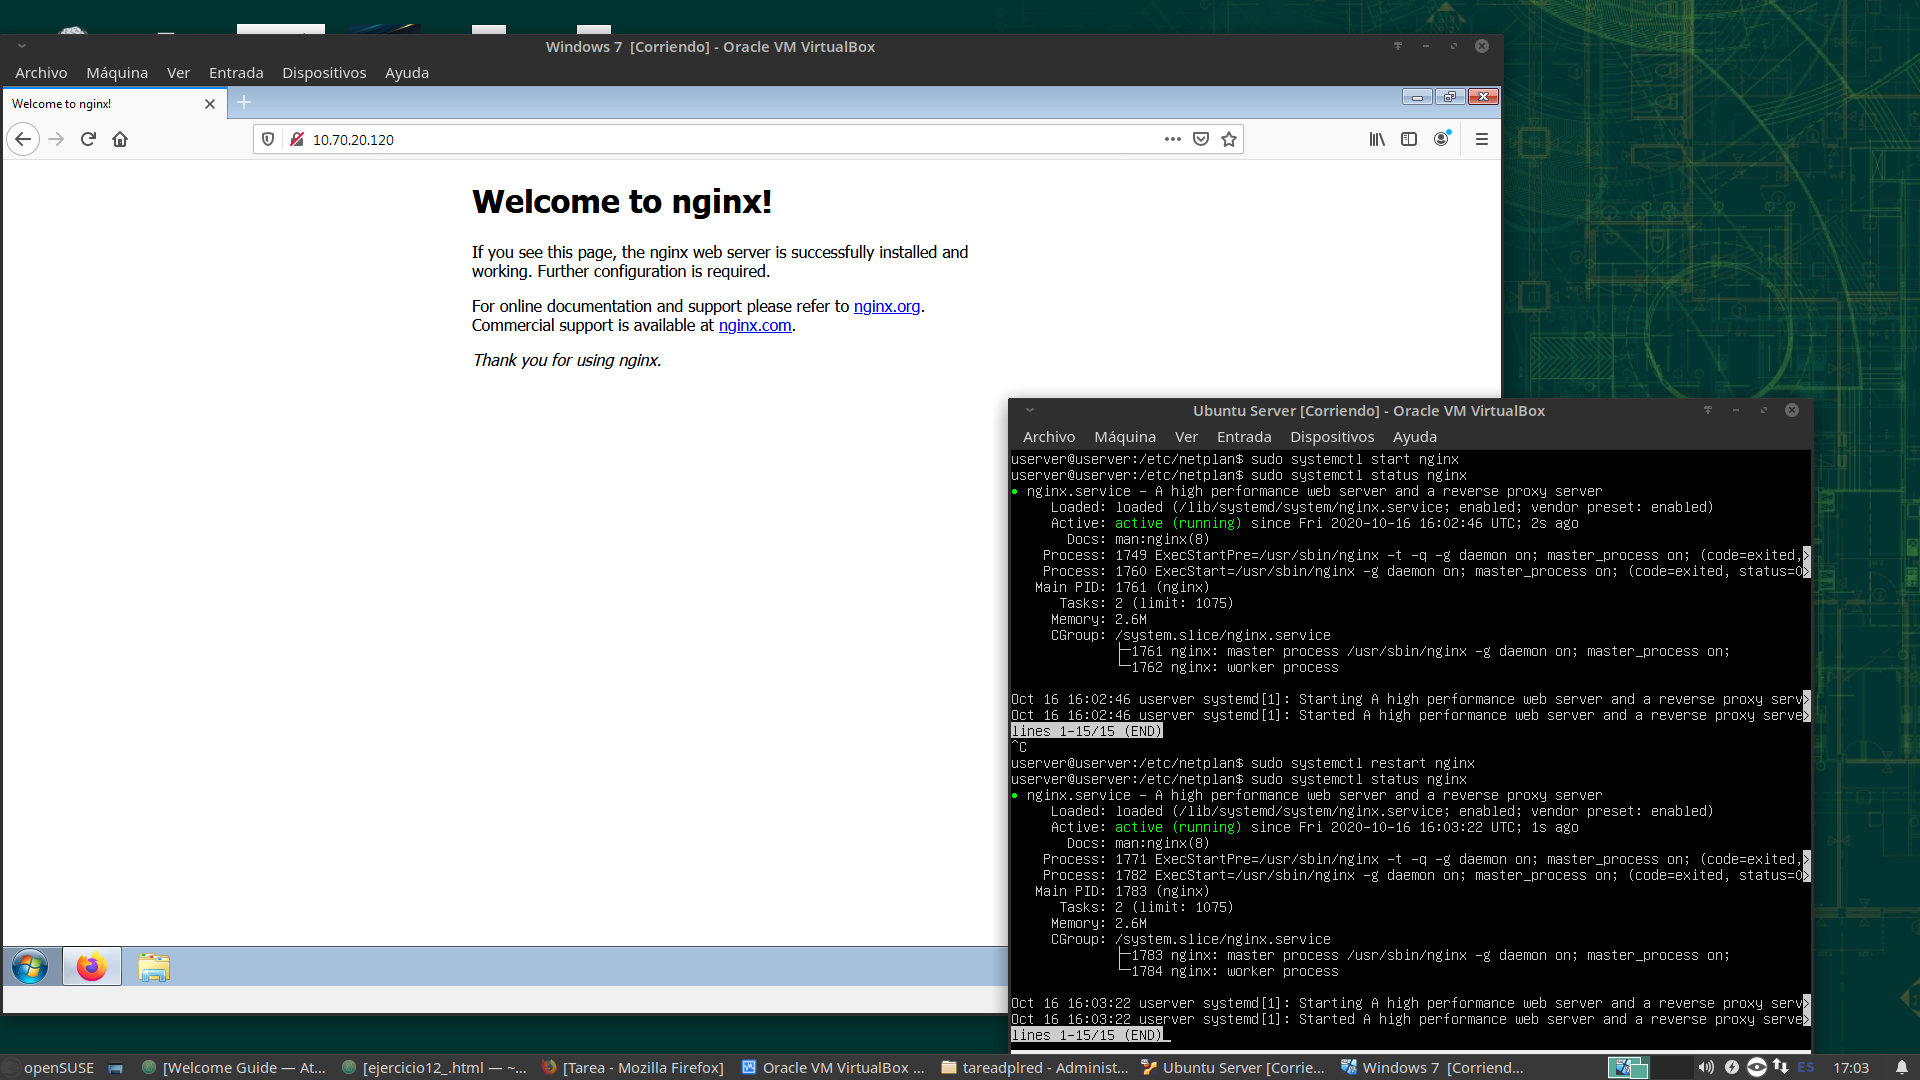 Windows 7  [Corriendo] - Oracle VM VirtualBox
Archivo Máquina Ver Entrada Dispositivos Ayuda
Welcome to nginx!
10.70.20.120
Welcome to nginx!
If you see this page, the nginx web server is successfully installed and
working. Further configuration is required.
For online documentation and support please refer to nginx.org.
Commercial support is available at nginx.com.
Thank you for using nginx.
Ubuntu Server [Corriendo] - Oracle VM VirtualBox
Archivo Máquina Ver Entrada Dispositivos Ayuda
userver@userver:/etc/netplan$ sudo systemctl start nginx
userver@userver:/etc/netplan$ sudo systemctl status nginx
● nginx.service - A high performance web server and a reverse proxy server
Loaded: loaded (/lib/systemd/system/nginx.service; enabled; vendor preset: enabled)
Active: active (running) since Fri 2020-10-16 16:02:46 UTC; 2s ago
Docs: man:nginx(8)
Process: 1749 ExecStartPre=/usr/sbin/nginx -t -q -g daemon on; master_process on; (code=exited,>
Process: 1760 ExecStart=/usr/sbin/nginx -g daemon on; master_process on; (code=exited, status=0>
Main PID: 1761 (nginx)
Tasks: 2 (limit: 1075)
Memory: 2.6M
CGroup: /system.slice/nginx.service
├─1761 nginx: master process /usr/sbin/nginx -g daemon on; master_process on;
└─1762 nginx: worker process
Oct 16 16:02:46 userver systemd[1]: Starting A high performance web server and a reverse proxy serv>
Oct 16 16:02:46 userver systemd[1]: Started A high performance web server and a reverse proxy serve>
lines 1-15/15 (END)
^C
userver@userver:/etc/netplan$ sudo systemctl restart nginx
userver@userver:/etc/netplan$ sudo systemctl status nginx
● nginx.service - A high performance web server and a reverse proxy server
Loaded: loaded (/lib/systemd/system/nginx.service; enabled; vendor preset: enabled)
Active: active (running) since Fri 2020-10-16 16:03:22 UTC; 1s ago
Docs: man:nginx(8)
Process: 1771 ExecStartPre=/usr/sbin/nginx -t -q -g daemon on; master_process on; (code=exited,>
Process: 1782 ExecStart=/usr/sbin/nginx -g daemon on; master_process on; (code=exited, status=0>
Main PID: 1783 (nginx)
Tasks: 2 (limit: 1075)
Memory: 2.6M
CGroup: /system.slice/nginx.service
├─1783 nginx: master process /usr/sbin/nginx -g daemon on; master_process on;
└─1784 nginx: worker process
Oct 16 16:03:22 userver systemd[1]: Starting A high performance web server and a reverse proxy serv>
Oct 16 16:03:22 userver systemd[1]: Started A high performance web server and a reverse proxy serve>
lines 1-15/15 (END)
openSUSE [Welcome Guide — At... [ejercicio12_.html — ~... [Tarea - Mozilla Firefox] Oracle VM VirtualBox ... tareadplred - Administ... Ubuntu Server [Corrie... Windows 7  [Corriend... ES 17:03